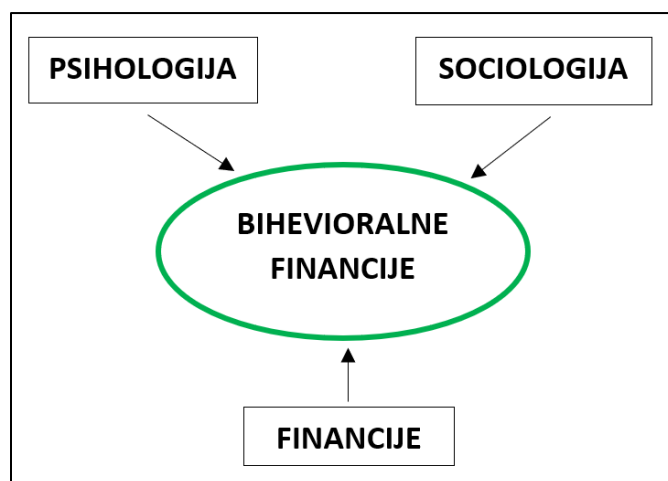 PSIHOLOGIJA
SOCIOLOGIJA
BIHEVIORALNE
FINANCIJE
FINANCIJE